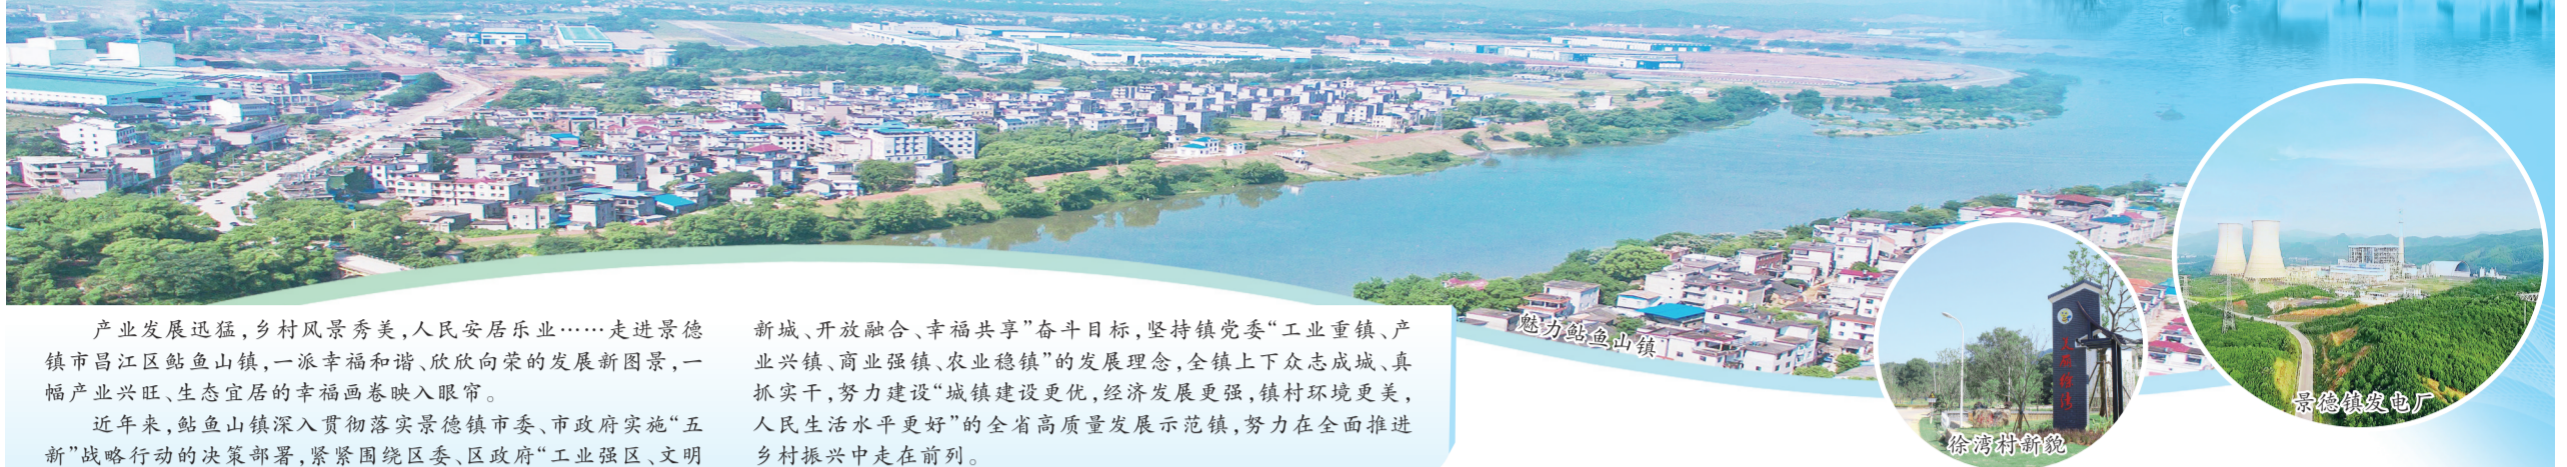 产业发展迅猛,乡村风景秀美,人民安居乐业……走进景德
镇市昌江区鲇鱼山镇,一派幸福和谐、欣欣向荣的发展新图景,一
幅产业兴旺、生态宜居的幸福画卷映入眼帘。
近年来,鲇鱼山镇深入贯彻落实景德镇市委、市政府实施“五
新”战略行动的决策部署,紧紧围绕区委、区政府“工业强区、文明
新城、开放融合、幸福共享”奋斗目标,坚持镇党委“工业重镇、产
业兴镇、商业强镇、农业稳镇”的发展理念,全镇上下众志成城、真
抓实干,努力建设“城镇建设更优,经济发展更强,镇村环境更美,
人民生活水平更好”的全省高质量发展示范镇,努力在全面推进
乡村振兴中走在前列。
魅力鲇鱼山镇
徐湾村新貌
景德镇发电厂